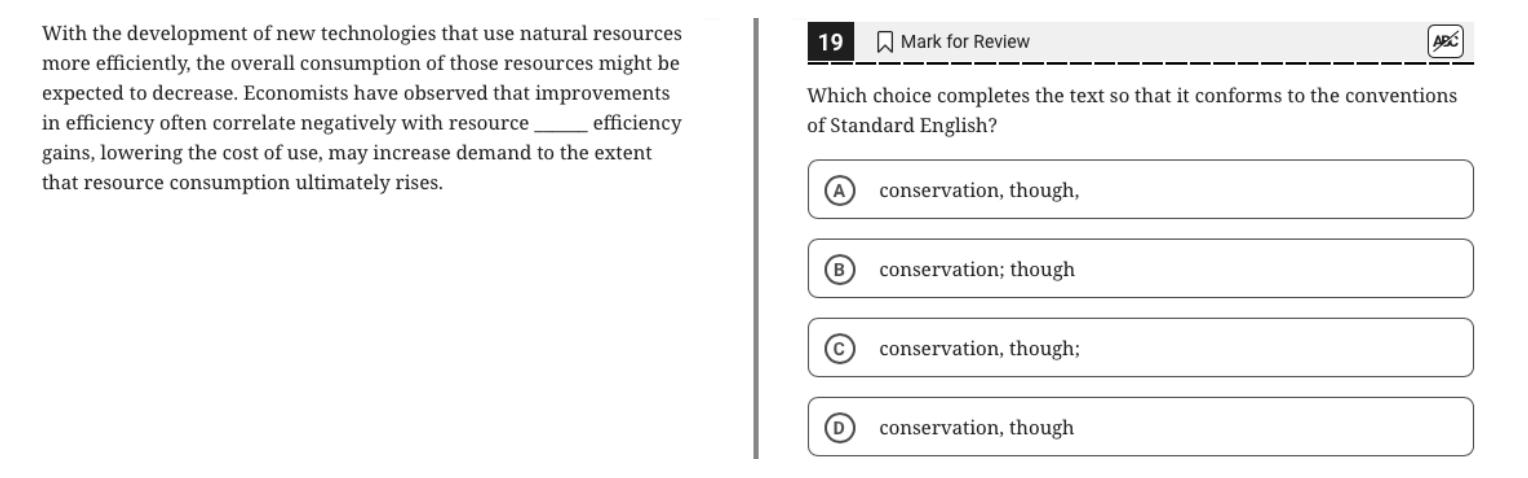 With the development of new technologies that use natural resources
more efficiently, the overall consumption of those resources might be
expected to decrease. Economists have observed that improvements
in efficiency often correlate negatively with resource ______ efficiency
gains, lowering the cost of use, may increase demand to the extent
that resource consumption ultimately rises.
19 Mark for Review ABC
Which choice completes the text so that it conforms to the conventions
of Standard English?
A conservation, though,
B conservation; though
C conservation, though;
D conservation, though